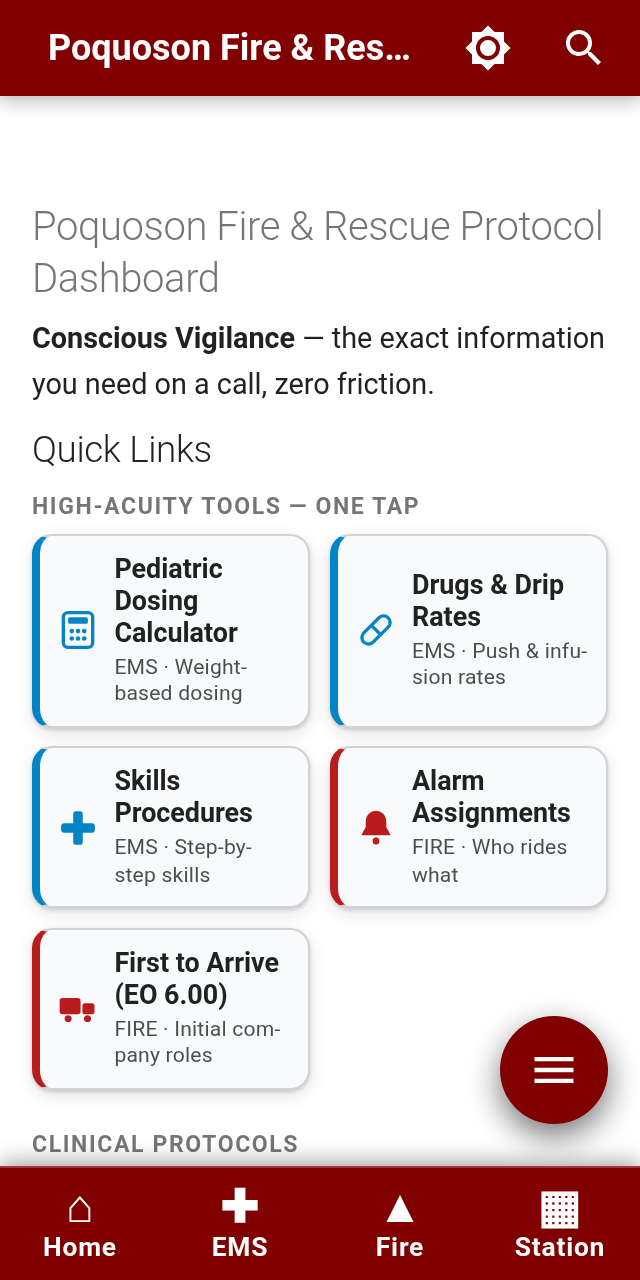 Poquoson Fire & Res...
Poquoson Fire & Rescue Protocol
Dashboard
Conscious Vigilance — the exact information
you need on a call, zero friction.
Quick Links
HIGH-ACUITY TOOLS — ONE TAP
Pediatric
Dosing
Calculator
EMS · Weight-
based dosing
Drugs & Drip
Rates
EMS · Push & infu-
sion rates
Skills
Procedures
EMS · Step-by-
step skills
Alarm
Assignments
FIRE · Who rides
what
First to Arrive
(EO 6.00)
FIRE · Initial com-
pany roles
CLINICAL PROTOCOLS
Home
EMS
Fire
Station